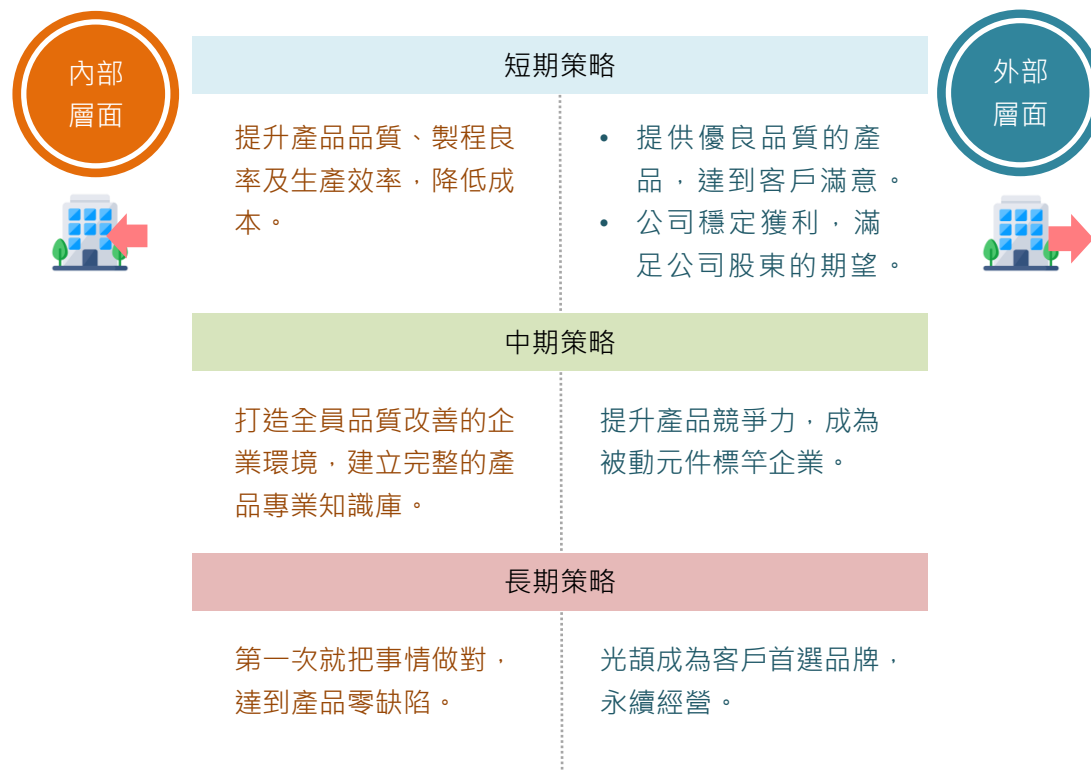 內部
層面
外部
層面
短期策略
提升產品品質、製程良
率及生產效率，降低成
本。
• 提供優良品質的產
品，達到客戶滿意。
• 公司穩定獲利，滿
足公司股東的期望。
中期策略
打造全員品質改善的企
業環境，建立完整的產
品專業知識庫。
提升產品競爭力，成為
被動元件標竿企業。
長期策略
第一次就把事情做對，
達到產品零缺陷。
光頡成為客戶首選品牌，
永續經營。